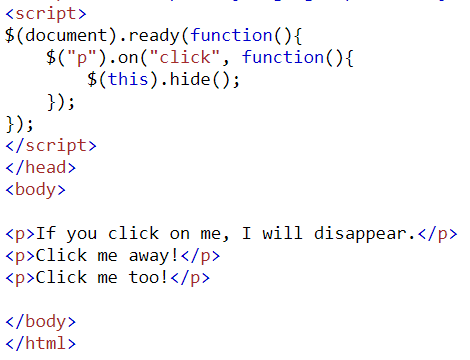 <script>
$(document).ready(function(){
    $("p").on("click", function(){
        $(this).hide();
    });
});
</script>
</head>
<body>
<p>If you click on me, I will disappear.</p>
<p>Click me away!</p>
<p>Click me too!</p>
</body>
</html>